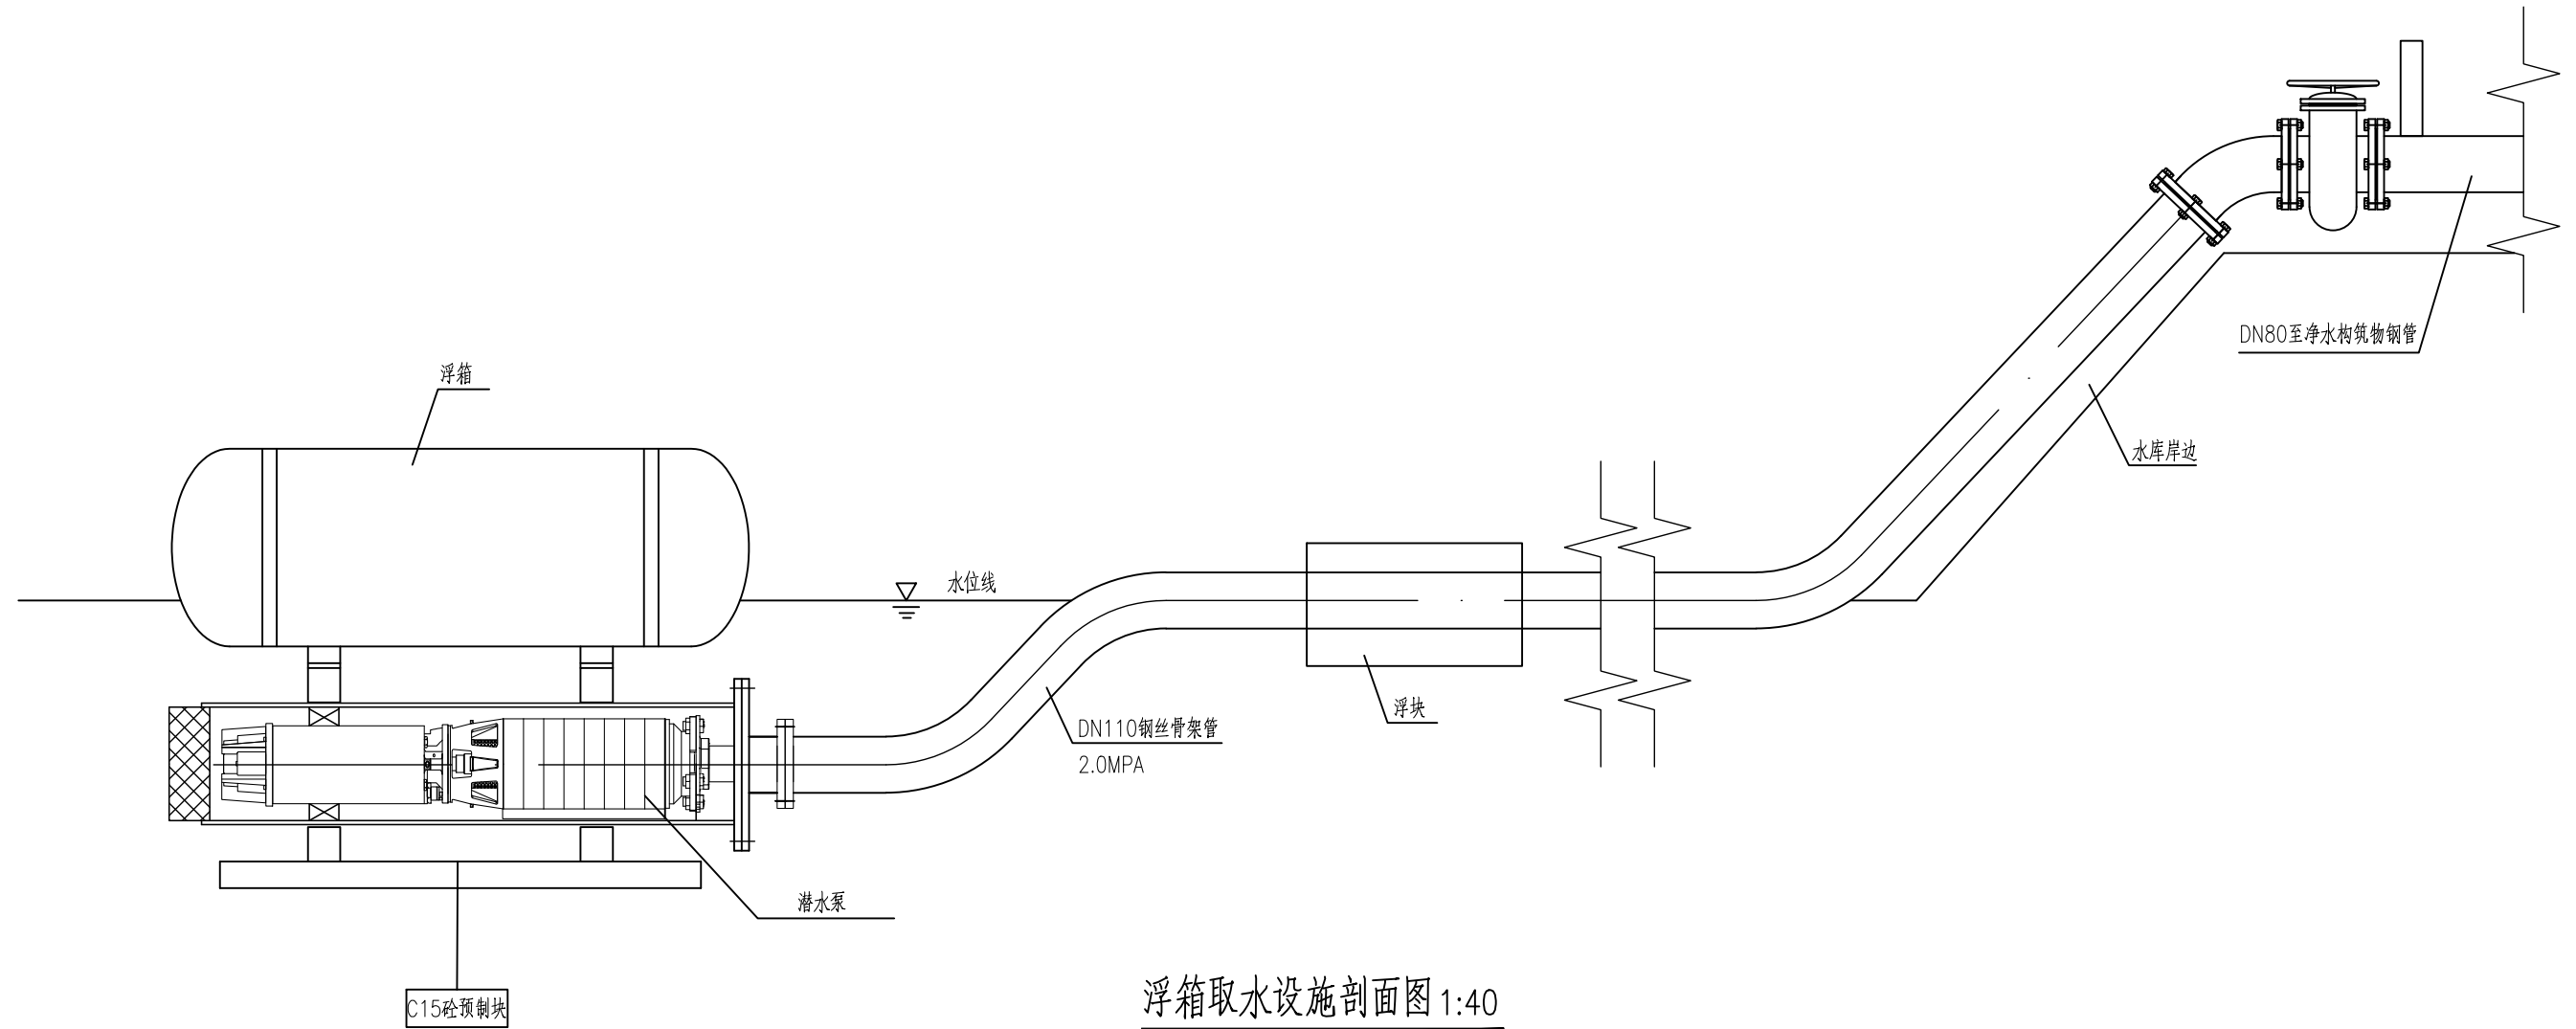 DN80至净水构筑物钢管
浮箱
水库岸边
水位线
浮块
DN110钢丝骨架管
2.0MPA
潜水泵
C15砼预制块
浮箱取水设施剖面图 1:40